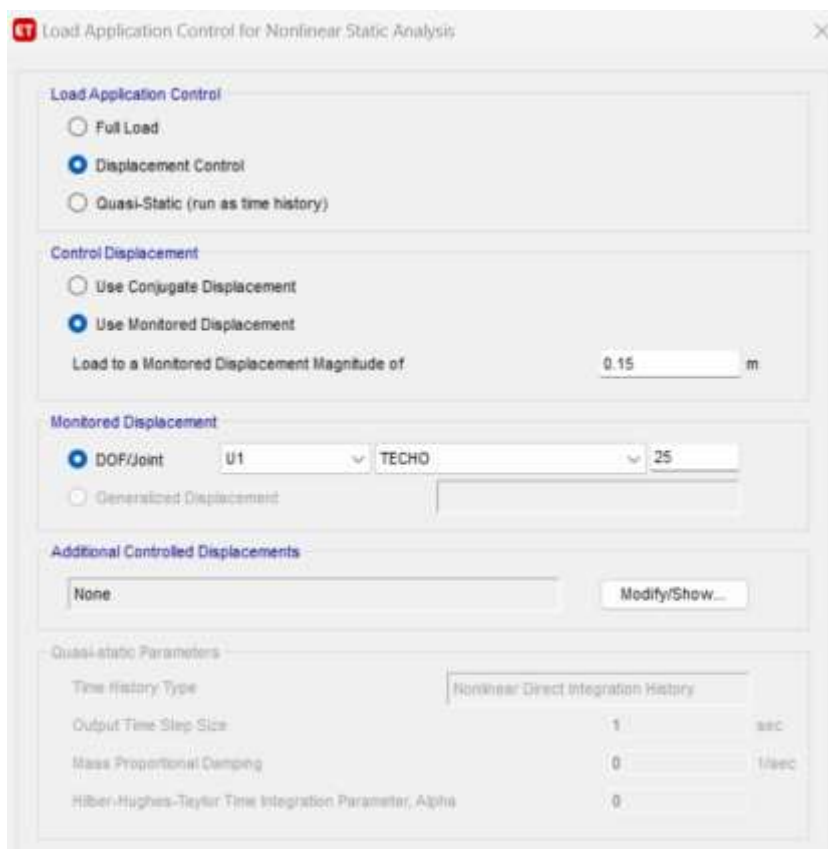 Load Application Control for Nonlinear Static Analysis
Load Application Control
Full Load
Displacement Control
Quasi-Static (run as time history)
Control Displacement
Use Conjugate Displacement
Use Monitored Displacement
Load to a Monitored Displacement Magnitude of 0.15 m
Monitored Displacement
DOF/Joint U1 TECHO 25
Generalized Displacement
Additional Controlled Displacements
None Modify/Show...
Quasi-static Parameters
Time History Type Nonlinear Direct Integration History
Output Time Step Size 1 sec
Mass Proportional Damping 0 1/sec
Hilber-Hughes-Taylor Time Integration Parameter, Alpha 0